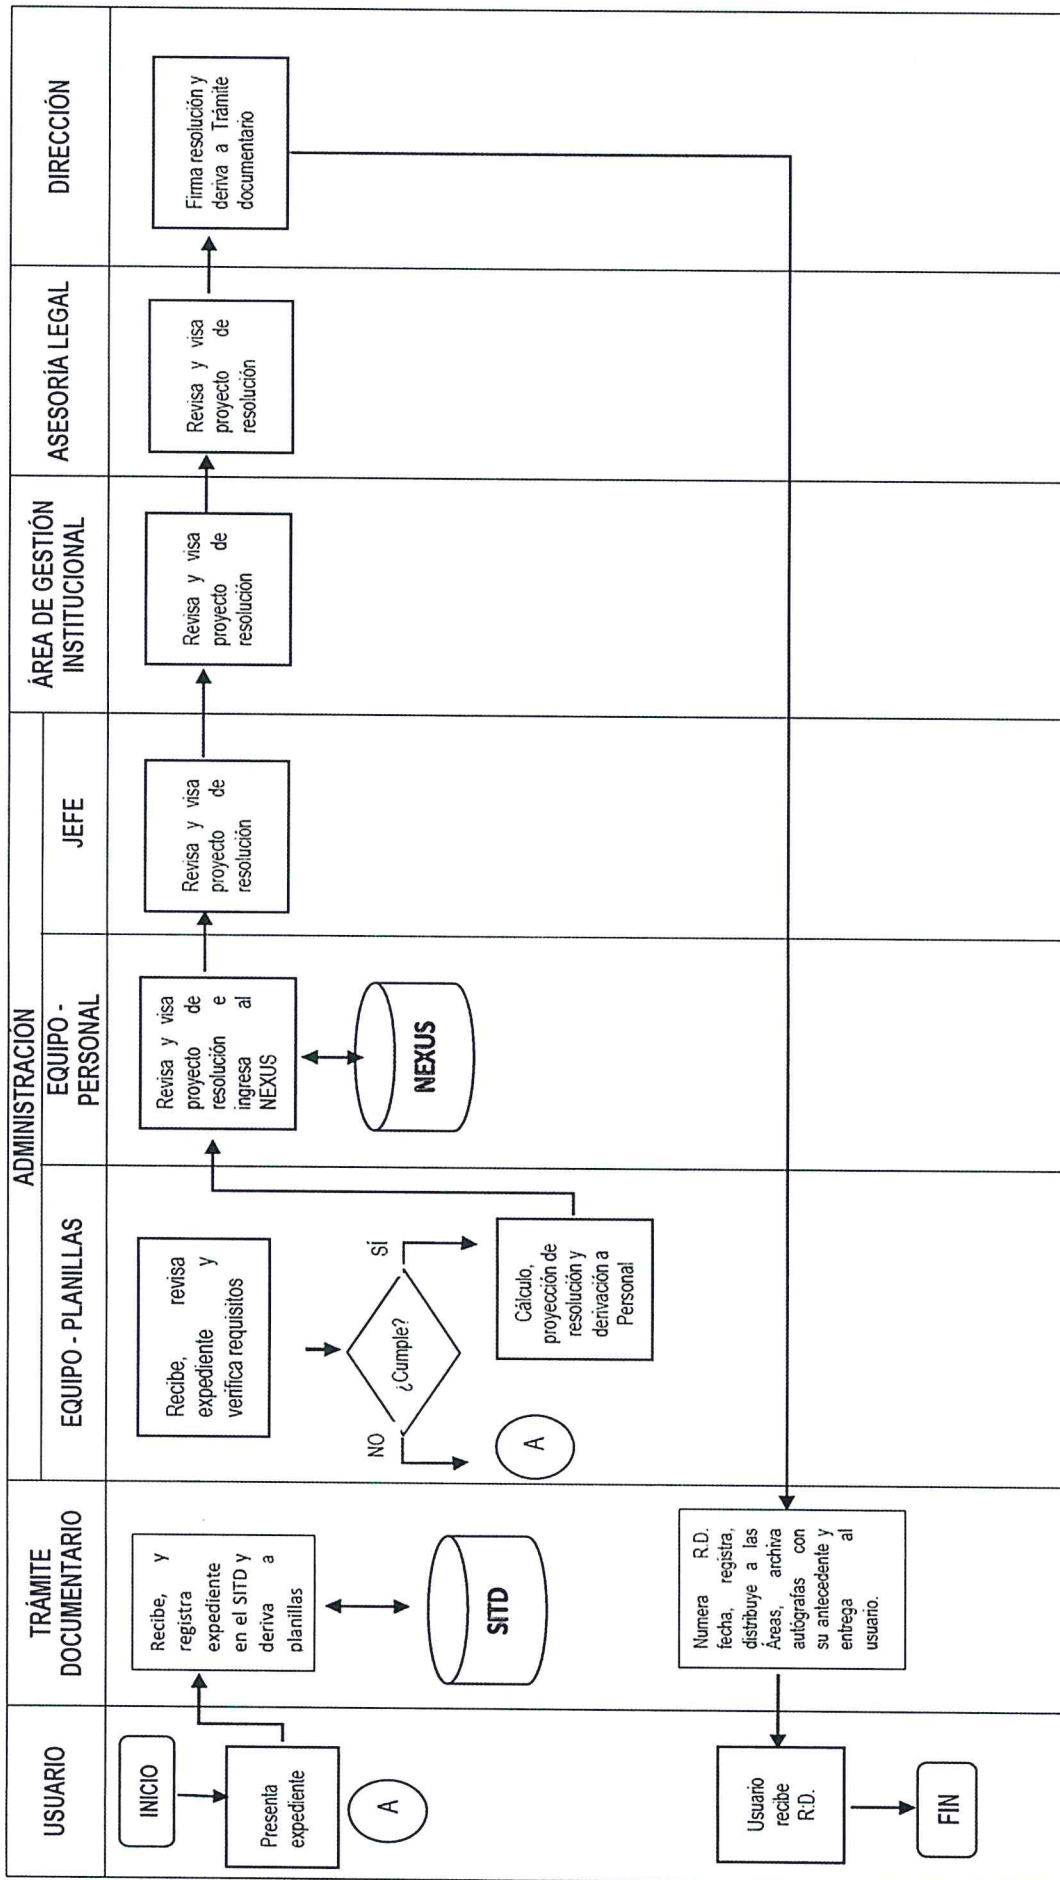 USUARIO
TRÁMITE
DOCUMENTARIO
ADMINISTRACIÓN
EQUIPO - PLANILLAS
EQUIPO -
PERSONAL
JEFE
ÁREA DE GESTIÓN
INSTITUCIONAL
ASESORÍA LEGAL
DIRECCIÓN
INICIO
Presenta
expediente
A
Recibe, y
registra
expediente
en el SITD y
deriva a
planillas
SITD
Recibe, revisa
expediente y
verifica requisitos
¿Cumple?
NO
SÍ
A
Cálculo,
proyección de
resolución y
derivación a
Personal
Revisa y visa
proyecto de
resolución e
ingresa al
NEXUS
NEXUS
Revisa y visa
proyecto de
resolución
Revisa y visa
proyecto de
resolución
Revisa y visa
proyecto de
resolución
Firma resolución y
deriva a Trámite
documentario
Numera R.D.
fecha, registra,
distribuye a las
Áreas, archiva
autógrafas con
su antecedente y
entrega al
usuario.
Usuario
recibe
R:D.
FIN